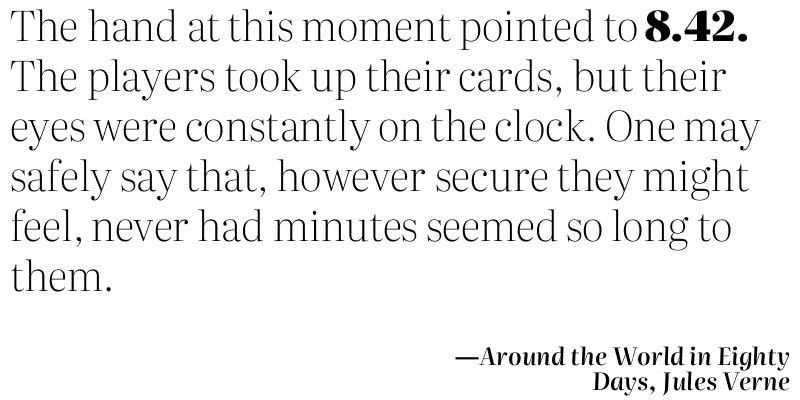 The hand at this moment pointed to 8.42.
The players took up their cards, but their
eyes were constantly on the clock. One may
safely say that, however secure they might
feel, never had minutes seemed so long to
them.
—Around the World in Eighty
Days, Jules Verne